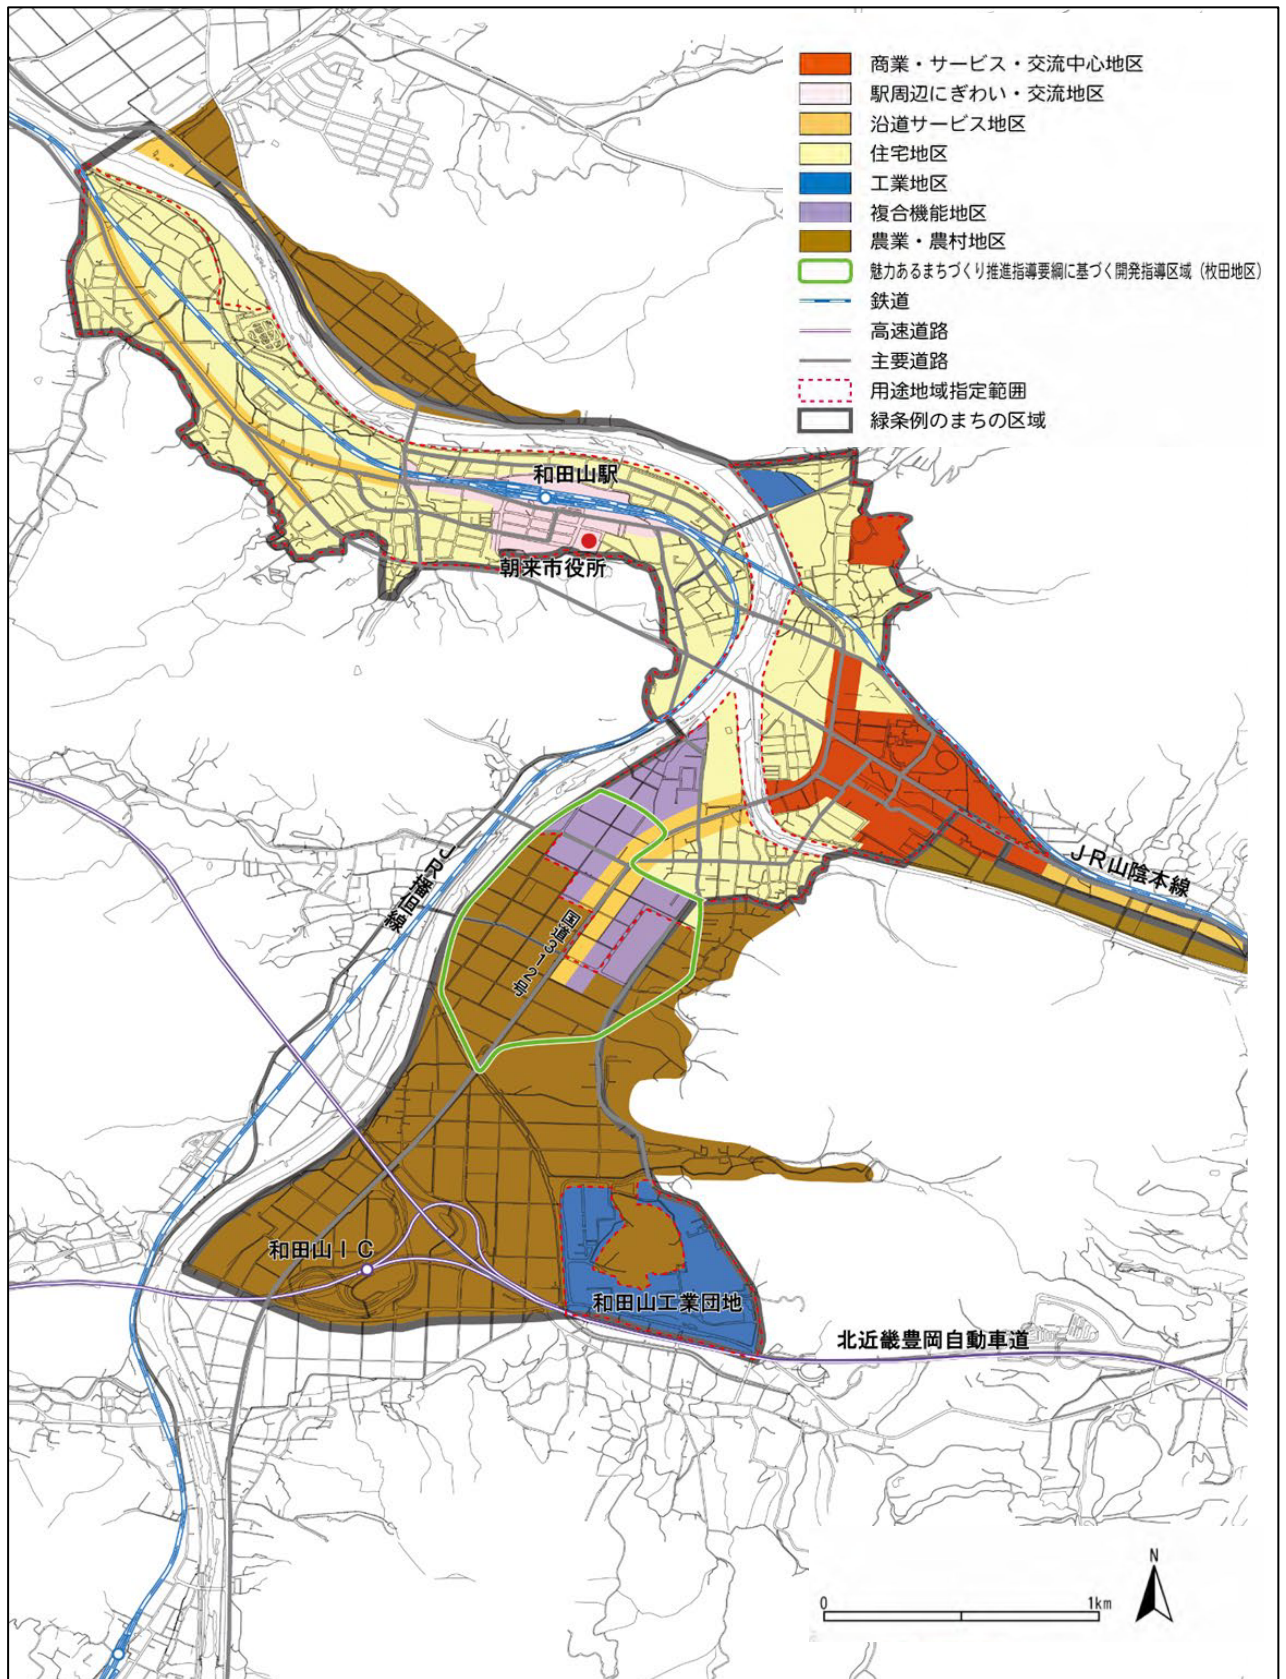 商業・サービス・交流中心地区
駅周辺にぎわい・交流地区
沿道サービス地区
住宅地区
工業地区
複合機能地区
農業・農村地区
魅力あるまちづくり推進指導要綱に基づく開発指導区域（枚田地区）
鉄道
高速道路
主要道路
用途地域指定範囲
緑条例のまちの区域
和田山駅
朝来市役所
JR山陰本線
JR播但線
国道312号
和田山IC
和田山工業団地
北近畿豊岡自動車道
N
0 1km